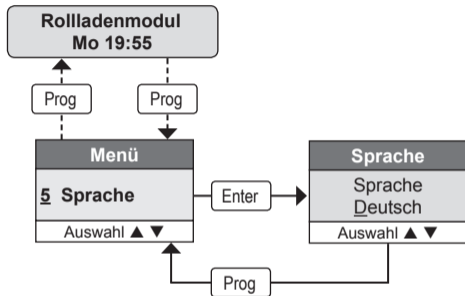 Rollladenmodul
Mo 19:55
Prog
Prog
Menü
5 Sprache
Auswahl ▲ ▼
Enter
Sprache
Sprache
Deutsch
Auswahl ▲ ▼
Prog